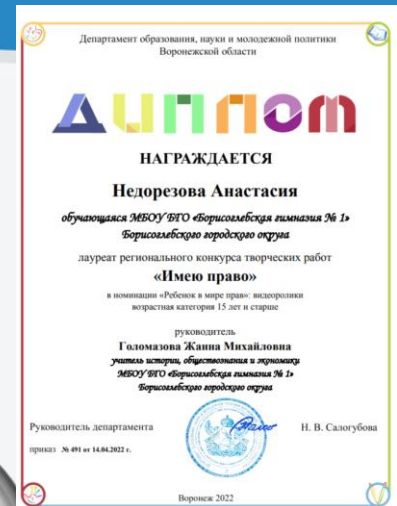 Департамент образования, науки и молодежной политики
Воронежской области
ДИПЛОМ
НАГРАЖДАЕТСЯ
Недорезова Анастасия
обучающаяся МБОУ БГО «Борисоглебская гимназия № 1»
Борисоглебского городского округа
лауреат регионального конкурса творческих работ
«Имею право»
в номинации «Ребенок в мире прав»: видеоролики
возрастная категория 15 лет и старше
руководитель
Голомазова Жанна Михайловна
учитель истории, обществознания и экономики
МБОУ БГО «Борисоглебская гимназия № 1»
Борисоглебского городского округа
Руководитель департамента Н. В. Салогубова
приказ № 491 от 14.04.2022 г.
Воронеж 2022